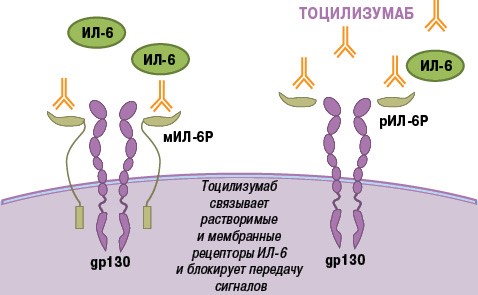 ТОЦИЛИЗУМАБ
ИЛ-6
ИЛ-6
ИЛ-6
мИЛ-6Р
рИЛ-6Р
Тоцилизумаб
связывает
растворимые
и мембранные
рецепторы ИЛ-6
и блокирует передачу
сигналов
gp130
gp130